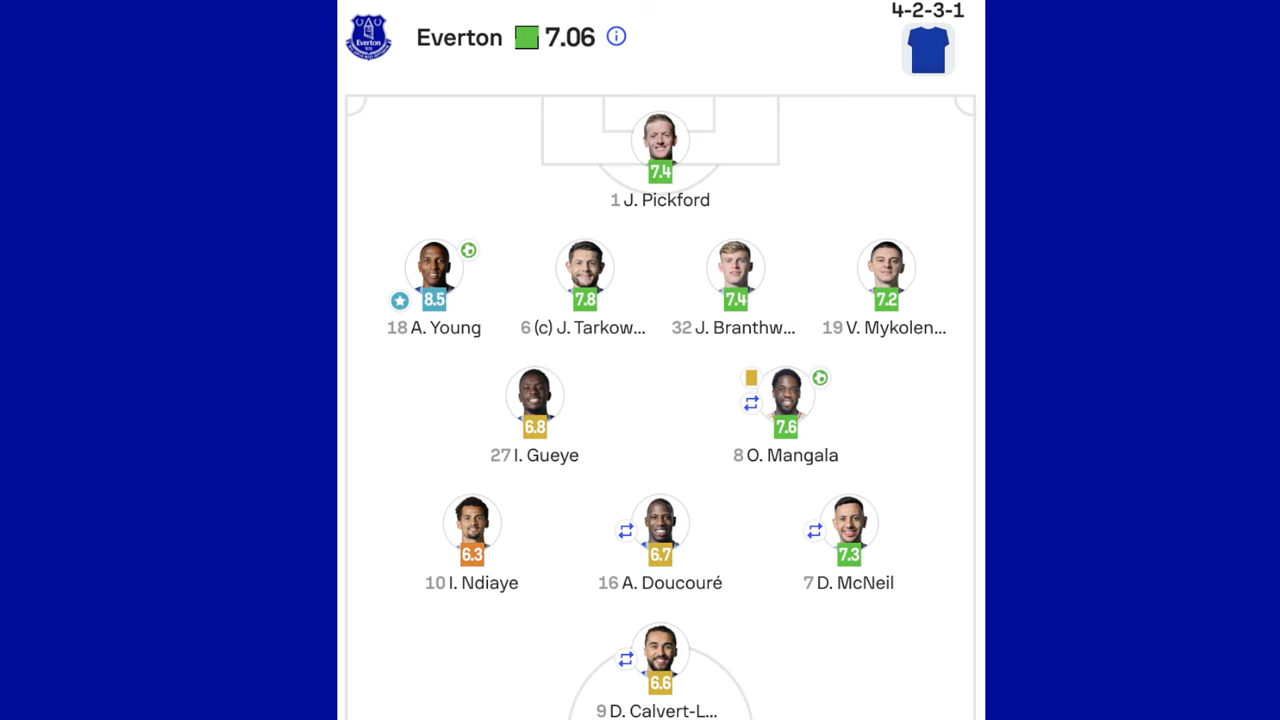 4-2-3-1
Everton
Everton 7.06
7.4
1 J. Pickford
8.5 7.8 7.4 7.2
18 A. Young 6 (c) J. Tarkow... 32 J. Branthw... 19 V. Mykolen...
6.8 7.6
27 I. Gueye 8 O. Mangala
6.3 6.7 7.3
10 I. Ndiaye 16 A. Doucouré 7 D. McNeil
6.6
9 D. Calvert-L...